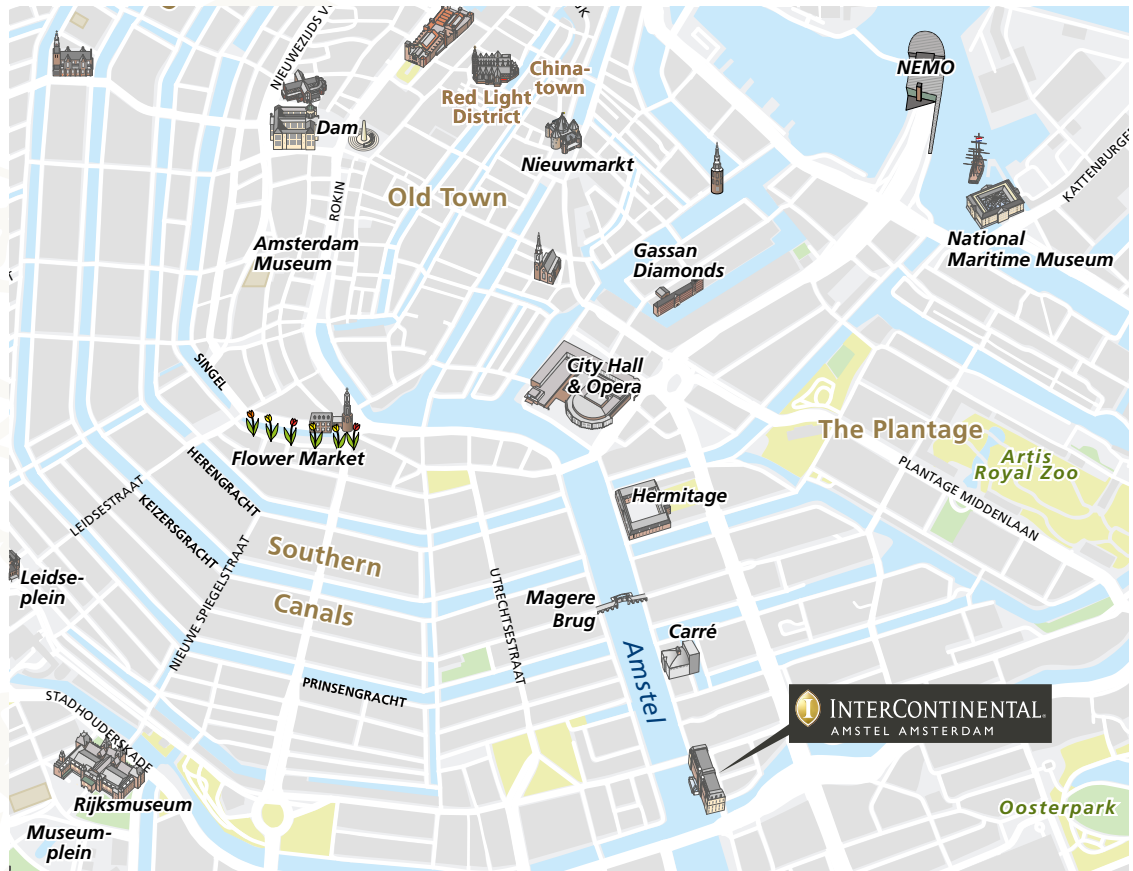 NIEUWEZIJDS V
K
NEMO
China-
town
Red Light
District
Dam
Nieuwmarkt
KATTENBURGE
ROKIN
Old Town
Amsterdam
Museum
Gassan
Diamonds
National
Maritime Museum
SINGEL
City Hall
& Opera
Flower Market
The Plantage
Artis
Royal Zoo
HERENGRACHT
LEIDSESTRAAT
KEIZERSGRACHT
PLANTAGE MIDDENLAAN
Hermitage
Southern
Canals
Leidse-
plein
NIEUWE SPIEGELSTRAAT
UTRECHTSESTRAAT
Magere
Brug
Carré
Amstel
PRINSENGRACHT
STADHOUDERSKADE
I
INTERCONTINENTAL®
AMSTEL AMSTERDAM
Rijksmuseum
Museum-
plein
Oosterpark